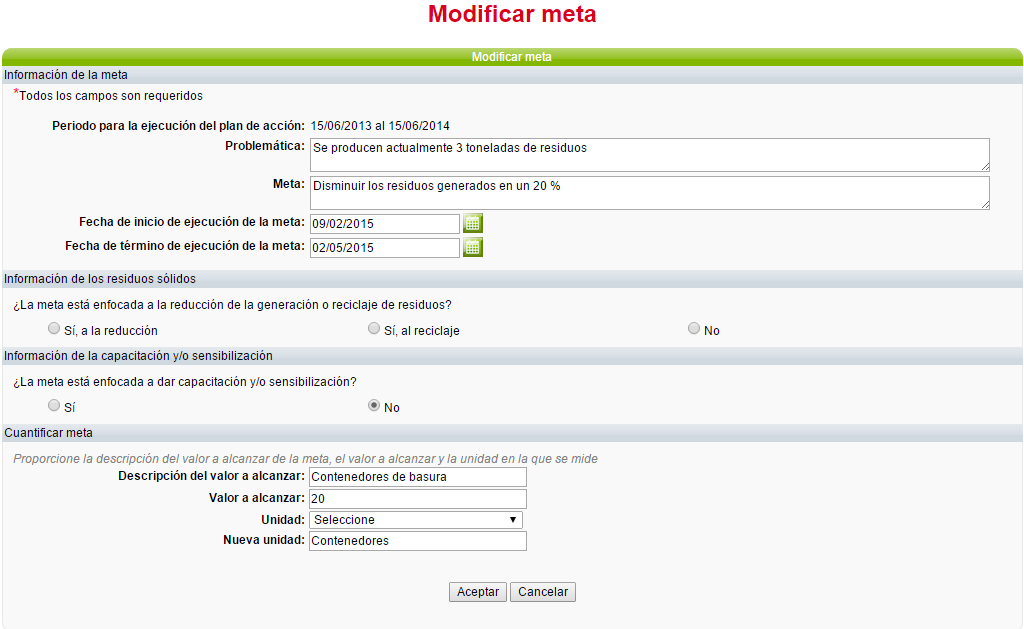 Modificar meta
Modificar meta
Información de la meta
*Todos los campos son requeridos
Periodo para la ejecución del plan de acción: 15/06/2013 al 15/06/2014
Problemática: Se producen actualmente 3 toneladas de residuos
Meta: Disminuir los residuos generados en un 20 %
Fecha de inicio de ejecución de la meta: 09/02/2015
Fecha de término de ejecución de la meta: 02/05/2015
Información de los residuos sólidos
¿La meta está enfocada a la reducción de la generación o reciclaje de residuos?
Sí, a la reducción Sí, al reciclaje No
Información de la capacitación y/o sensibilización
¿La meta está enfocada a dar capacitación y/o sensibilización?
Sí No
Cuantificar meta
Proporcione la descripción del valor a alcanzar de la meta, el valor a alcanzar y la unidad en la que se mide
Descripción del valor a alcanzar: Contenedores de basura
Valor a alcanzar: 20
Unidad: Seleccione
Nueva unidad: Contenedores
Aceptar Cancelar